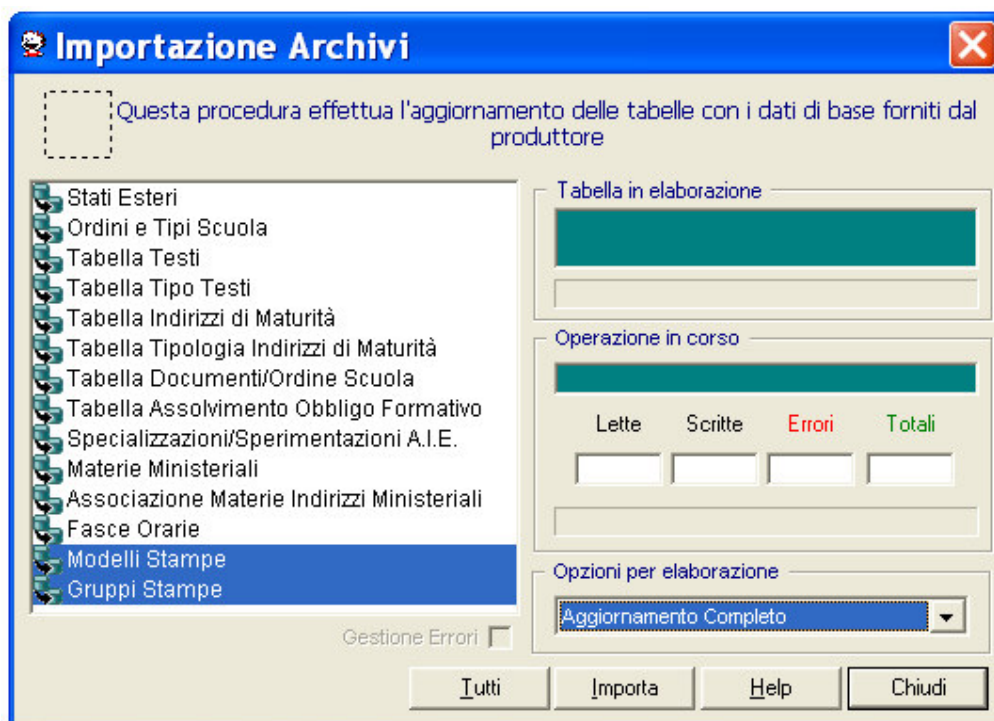 Importazione Archivi
Questa procedura effettua l'aggiornamento delle tabelle con i dati di base forniti dal
produttore
Stati Esteri
Ordini e Tipi Scuola
Tabella Testi
Tabella Tipo Testi
Tabella Indirizzi di Maturità
Tabella Tipologia Indirizzi di Maturità
Tabella Documenti/Ordine Scuola
Tabella Assolvimento Obbligo Formativo
Specializzazioni/Sperimentazioni A.I.E.
Materie Ministeriali
Associazione Materie Indirizzi Ministeriali
Fasce Orarie
Modelli Stampe
Gruppi Stampe
Gestione Errori
Tabella in elaborazione
Operazione in corso
Lette Scritte Errori Totali
Opzioni per elaborazione
Aggiornamento Completo
Tutti Importa Help Chiudi